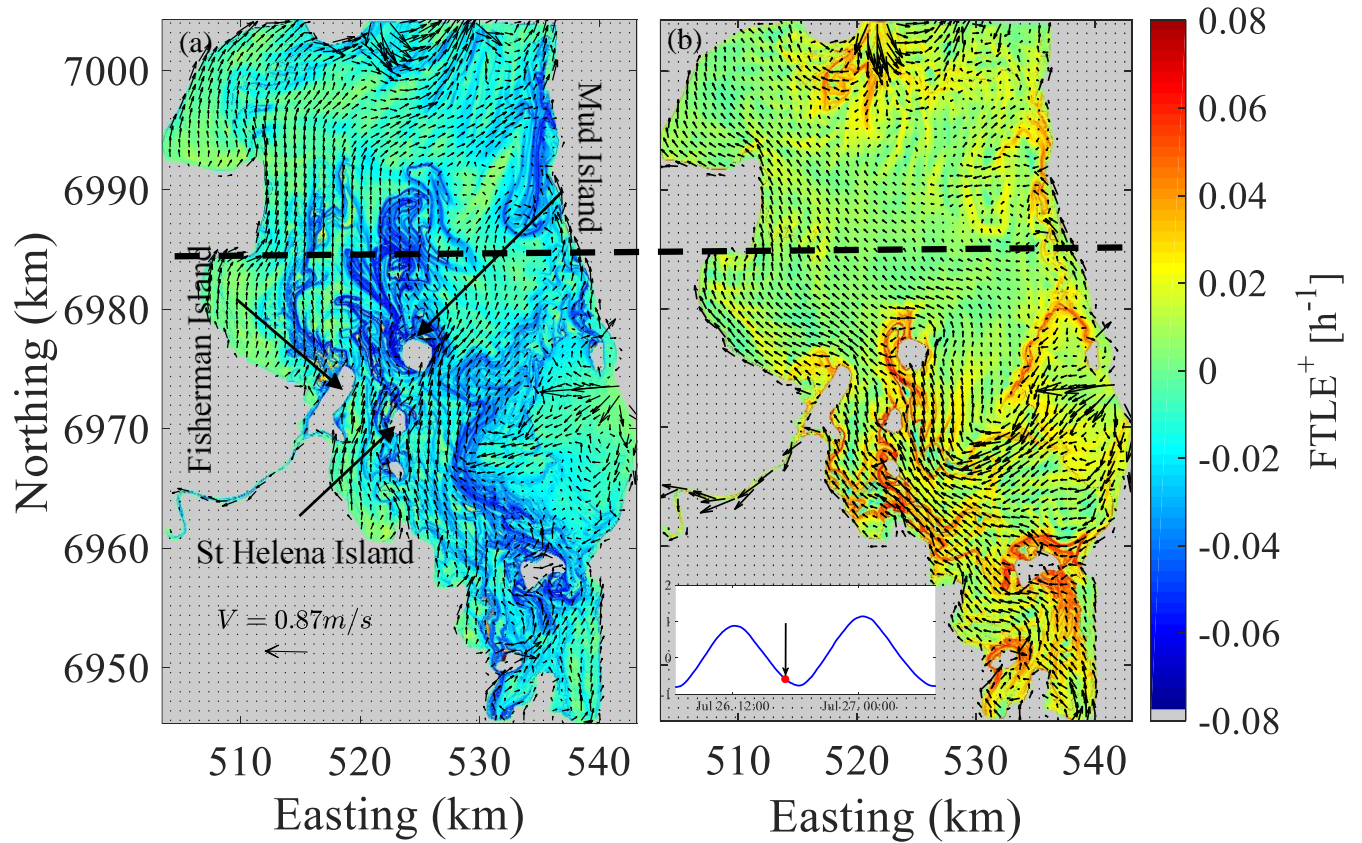 (a)
(b)
7000
6990
6980
6970
6960
6950
Northing (km)
Mud Island
Fisherman Island
St Helena Island
V = 0.87m/s
510
520
530
540
Easting (km)
2
1
0
-1
Jul 26, 12:00
Jul 27, 00:00
510
520
530
540
Easting (km)
0.08
0.06
0.04
0.02
0
-0.02
-0.04
-0.06
-0.08
FTLE⁺ [h⁻¹]